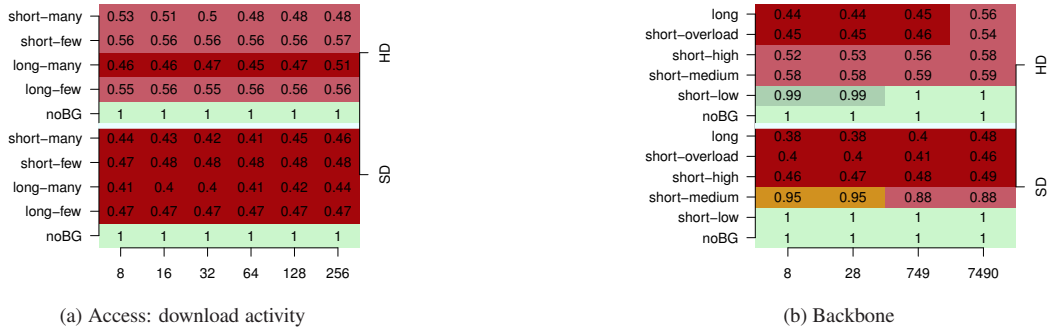 short−many 0.53 0.51 0.5 0.48 0.48 0.48
short−few 0.56 0.56 0.56 0.56 0.56 0.57
long−many 0.46 0.46 0.47 0.45 0.47 0.51
long−few 0.55 0.56 0.55 0.56 0.56 0.56
noBG 1 1 1 1 1 1
HD
short−many 0.44 0.43 0.42 0.41 0.45 0.46
short−few 0.47 0.48 0.48 0.48 0.48 0.48
long−many 0.41 0.4 0.4 0.41 0.42 0.44
long−few 0.47 0.47 0.47 0.47 0.47 0.47
noBG 1 1 1 1 1 1
SD
8 16 32 64 128 256
(a) Access: download activity
long 0.44 0.44 0.45 0.56
short−overload 0.45 0.45 0.46 0.54
short−high 0.52 0.53 0.56 0.58
short−medium 0.58 0.58 0.59 0.59
short−low 0.99 0.99 1 1
noBG 1 1 1 1
HD
long 0.38 0.38 0.4 0.48
short−overload 0.4 0.4 0.41 0.46
short−high 0.46 0.47 0.48 0.49
short−medium 0.95 0.95 0.88 0.88
short−low 1 1 1 1
noBG 1 1 1 1
SD
8 28 749 7490
(b) Backbone